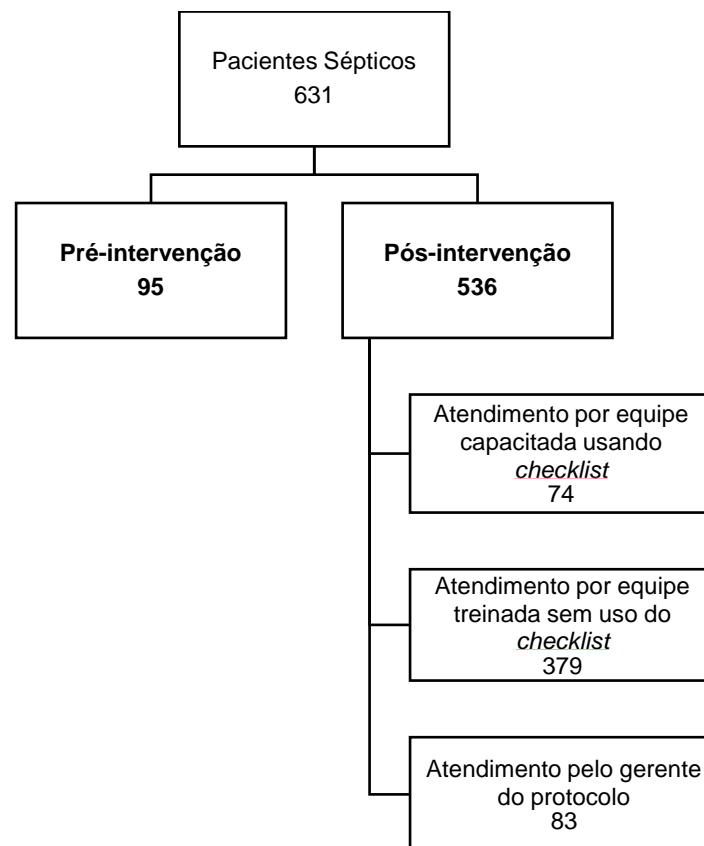 Pacientes Sépticos
631
Pré-intervenção
95
Pós-intervenção
536
Atendimento por equipe
capacitada usando
checklist
74
Atendimento por equipe
treinada sem uso do
checklist
379
Atendimento pelo gerente
do protocolo
83